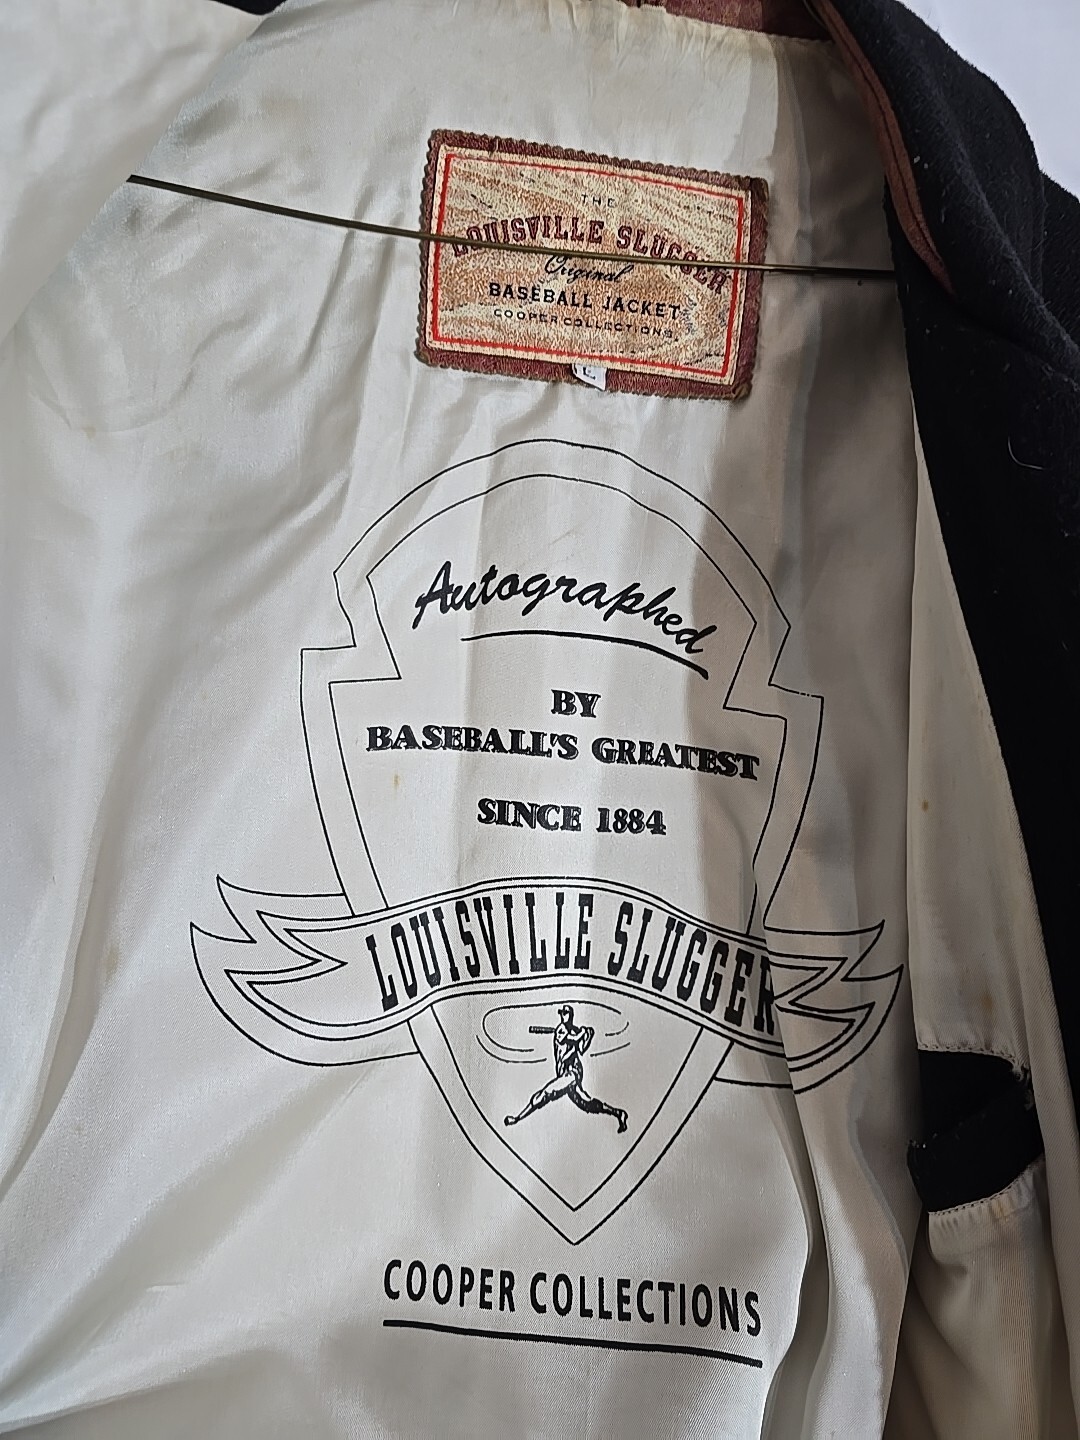 THE
LOUISVILLE SLUGGER
Original
BASEBALL JACKET
COOPER COLLECTIONS
L
Autographed
BY
BASEBALL'S GREATEST
SINCE 1884
LOUISVILLE SLUGGER
COOPER COLLECTIONS